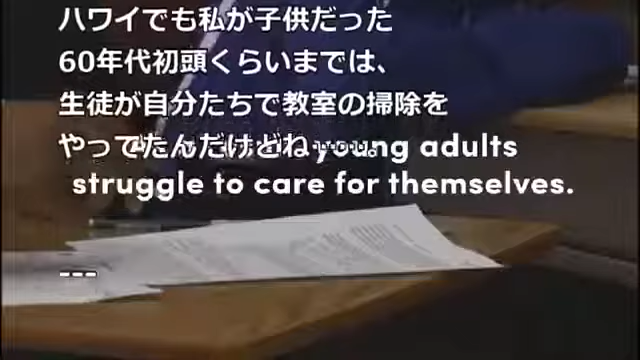 ハワイでも私が子供だった
60年代初頭くらいまでは、
生徒が自分たちで教室の掃除を
やってたんだけどね……
young adults
struggle to care for themselves.
---